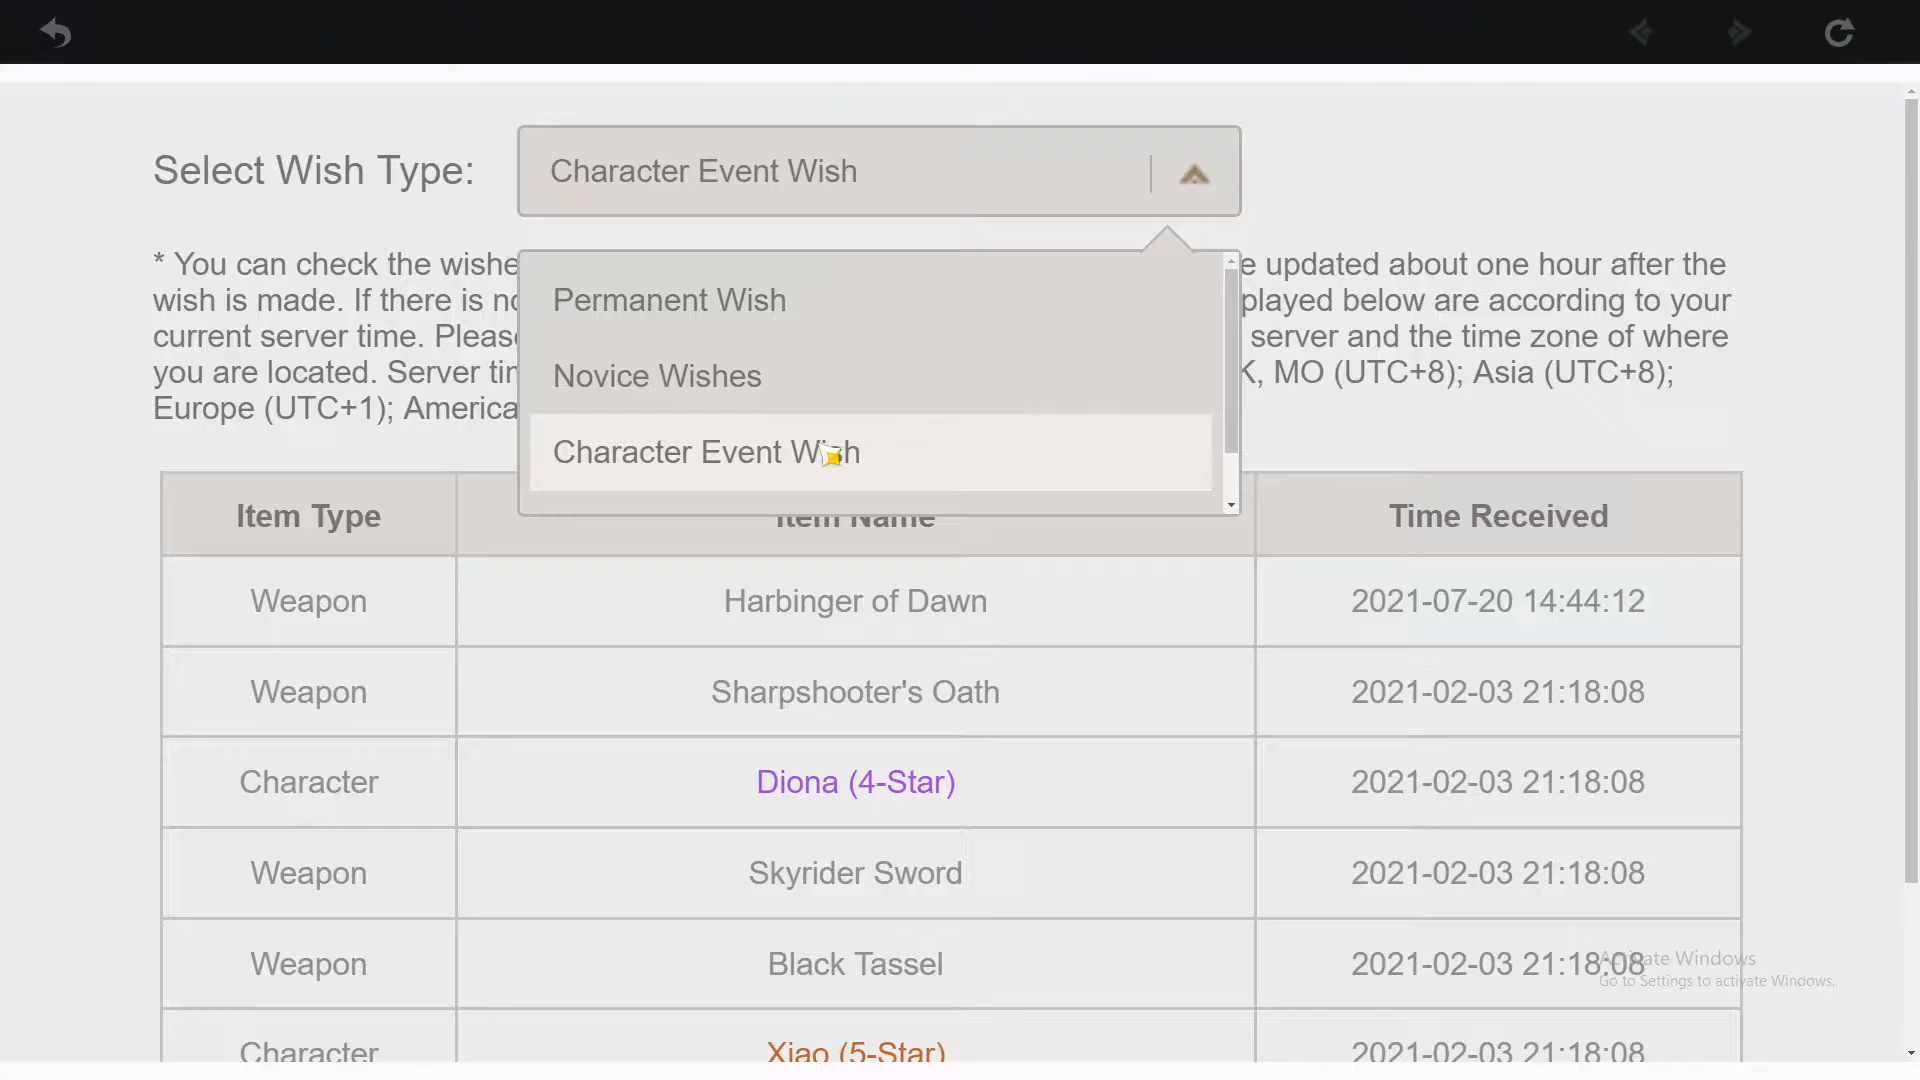 Select Wish Type:
Character Event Wish
* You can check the wishe
e updated about one hour after the
wish is made. If there is no
played below are according to your
current server time. Please
server and the time zone of where
you are located. Server tim
K, MO (UTC+8); Asia (UTC+8);
Europe (UTC+1); America
Permanent Wish
Novice Wishes
Character Event Wish
Item Type
Item Name
Time Received
Weapon
Harbinger of Dawn
2021-07-20 14:44:12
Weapon
Sharpshooter's Oath
2021-02-03 21:18:08
Character
Diona (4-Star)
2021-02-03 21:18:08
Weapon
Skyrider Sword
2021-02-03 21:18:08
Weapon
Black Tassel
2021-02-03 21:18:08
Character
Xiao (5-Star)
2021-02-03 21:18:08
Activate Windows
Go to Settings to activate Windows.